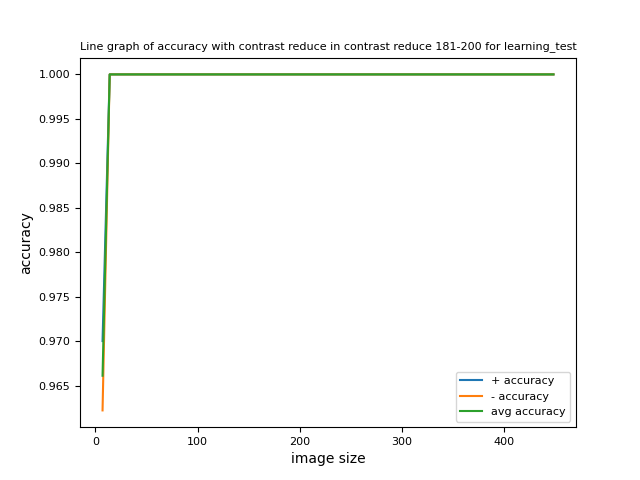 Line graph of accuracy with contrast reduce in contrast reduce 181-200 for learning_test
1.000
0.995
0.990
0.985
0.980
0.975
0.970
0.965
accuracy
+ accuracy
- accuracy
avg accuracy
0 100 200 300 400
image size